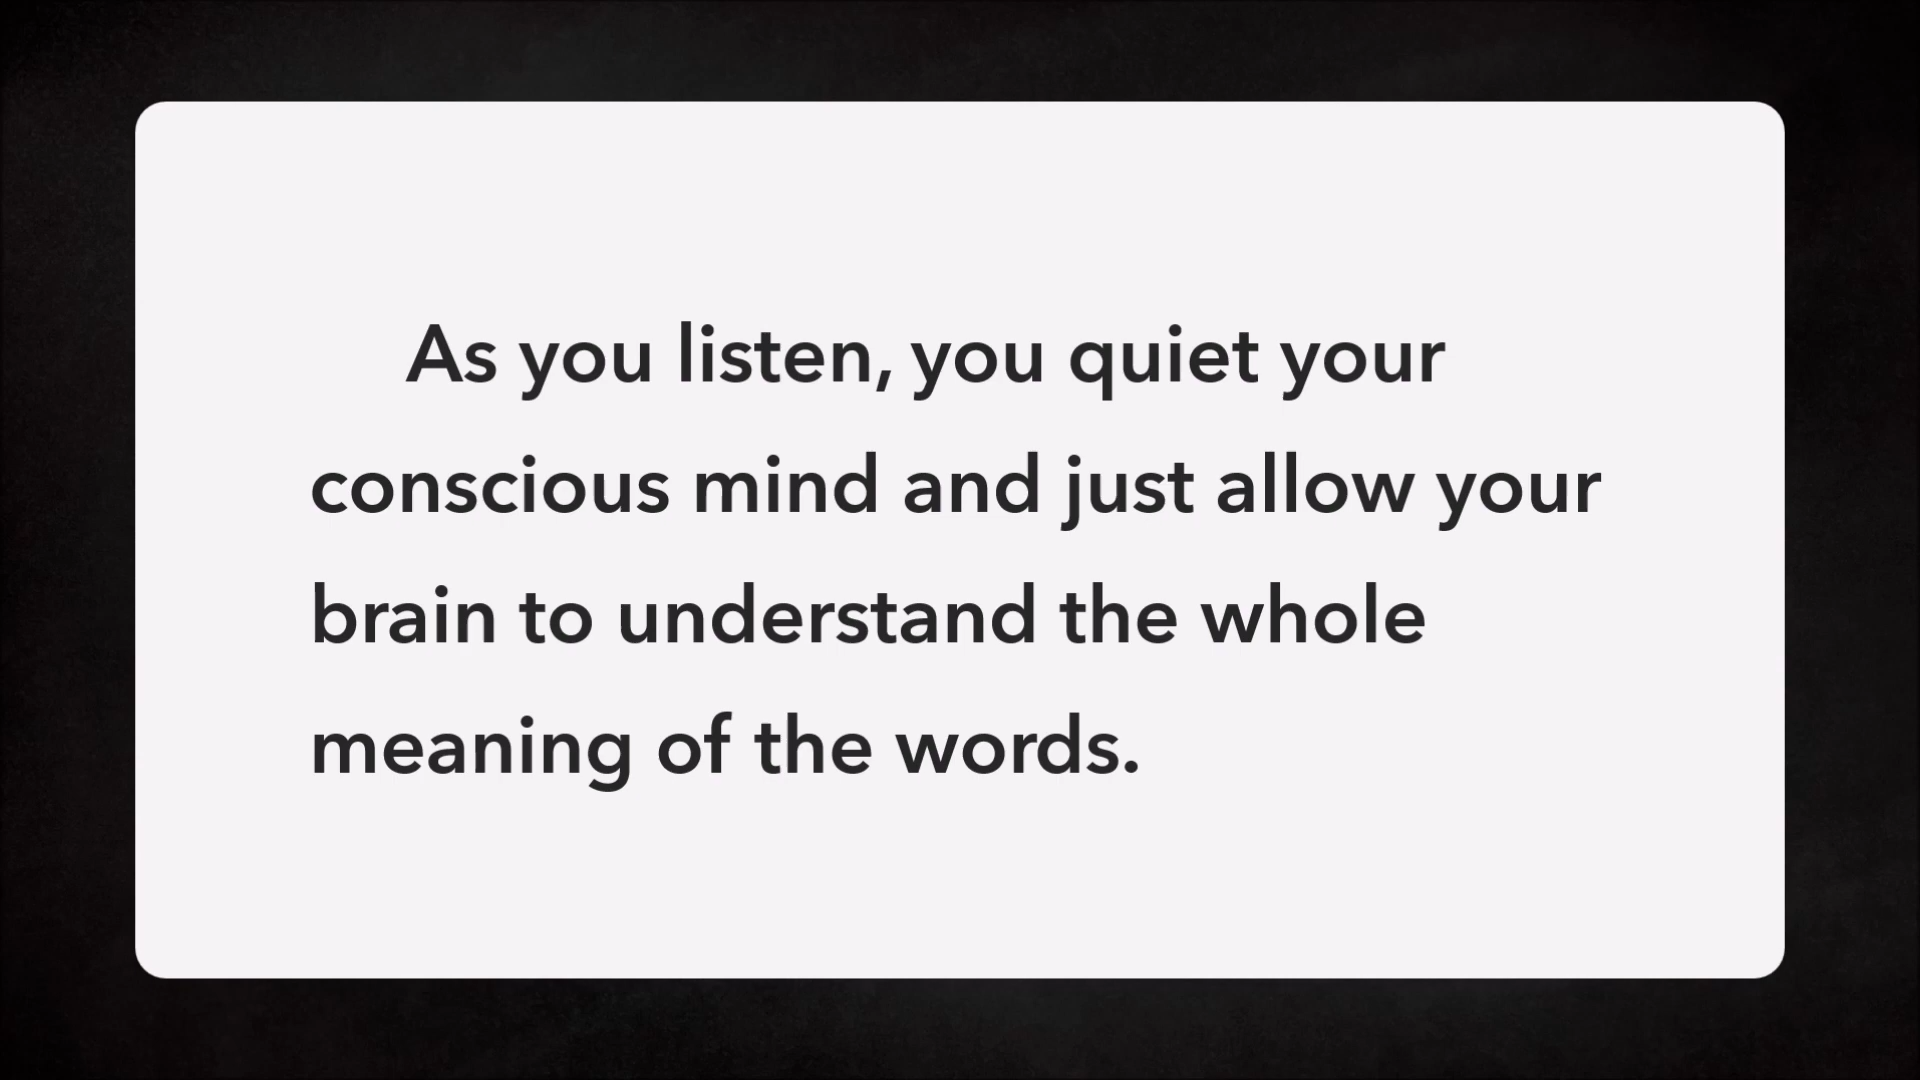 As you listen, you quiet your
conscious mind and just allow your
brain to understand the whole
meaning of the words.